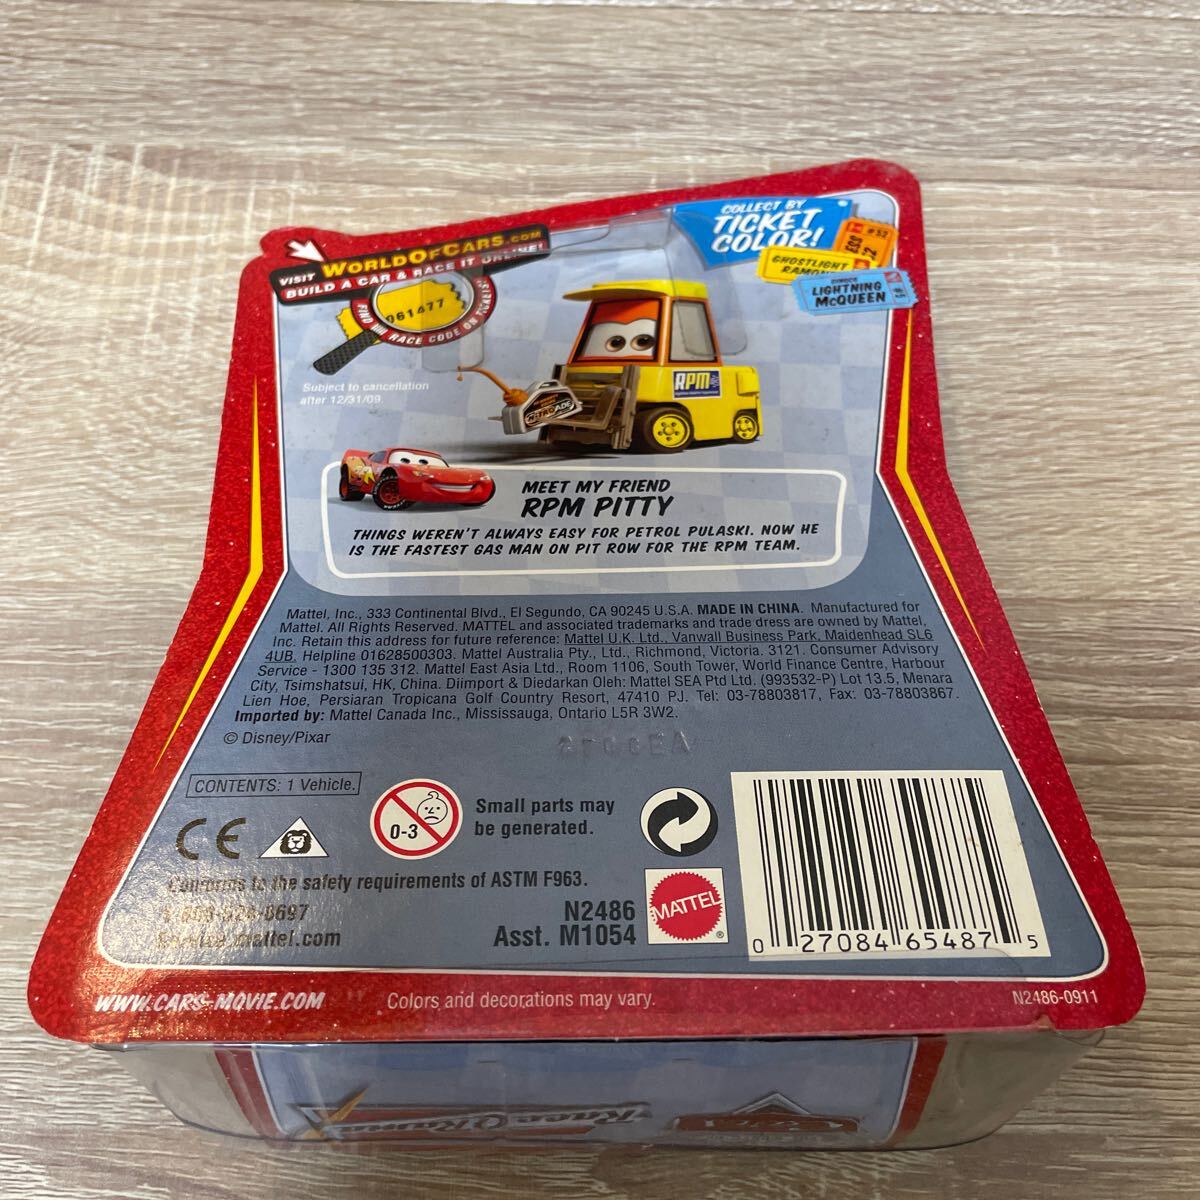 VISIT WORLDOFCARS.COM
BUILD A CAR & RACE IT ONLINE!
061477
FIND RACE CODE ON TICKETS!
Subject to cancellation
after 12/31/09.
COLLECT BY
TICKET
COLOR!
#52
GHOSTLIGHT
RAMON
DINOCO
LIGHTNING
McQUEEN
RPM
MEET MY FRIEND
RPM PITTY
THINGS WEREN'T ALWAYS EASY FOR PETROL PULASKI. NOW HE
IS THE FASTEST GAS MAN ON PIT ROW FOR THE RPM TEAM.
Mattel, Inc., 333 Continental Blvd., El Segundo, CA 90245 U.S.A. MADE IN CHINA. Manufactured for
Mattel. All Rights Reserved. MATTEL and associated trademarks and trade dress are owned by Mattel,
Inc. Retain this address for future reference: Mattel U.K. Ltd., Vanwall Business Park, Maidenhead SL6
4UB. Helpline 01628500303. Mattel Australia Pty., Ltd., Richmond, Victoria. 3121. Consumer Advisory
Service - 1300 135 312. Mattel East Asia Ltd., Room 1106, South Tower, World Finance Centre, Harbour
City, Tsimshatsui, HK, China. Diimport & Diedarkan Oleh: Mattel SEA Ptd Ltd. (993532-P) Lot 13.5, Menara
Lien Hoe, Persiaran Tropicana Golf Country Resort, 47410 PJ. Tel: 03-78803817, Fax: 03-78803867.
Imported by: Mattel Canada Inc., Mississauga, Ontario L5R 3W2.
© Disney/Pixar
CONTENTS: 1 Vehicle.
CE
0-3
Small parts may
be generated.
Conforms to the safety requirements of ASTM F963.
service.mattel.com
N2486
Asst. M1054
MATTEL
®
0 27084 65487 5
WWW.CARS-MOVIE.COM
Colors and decorations may vary.
N2486-0911